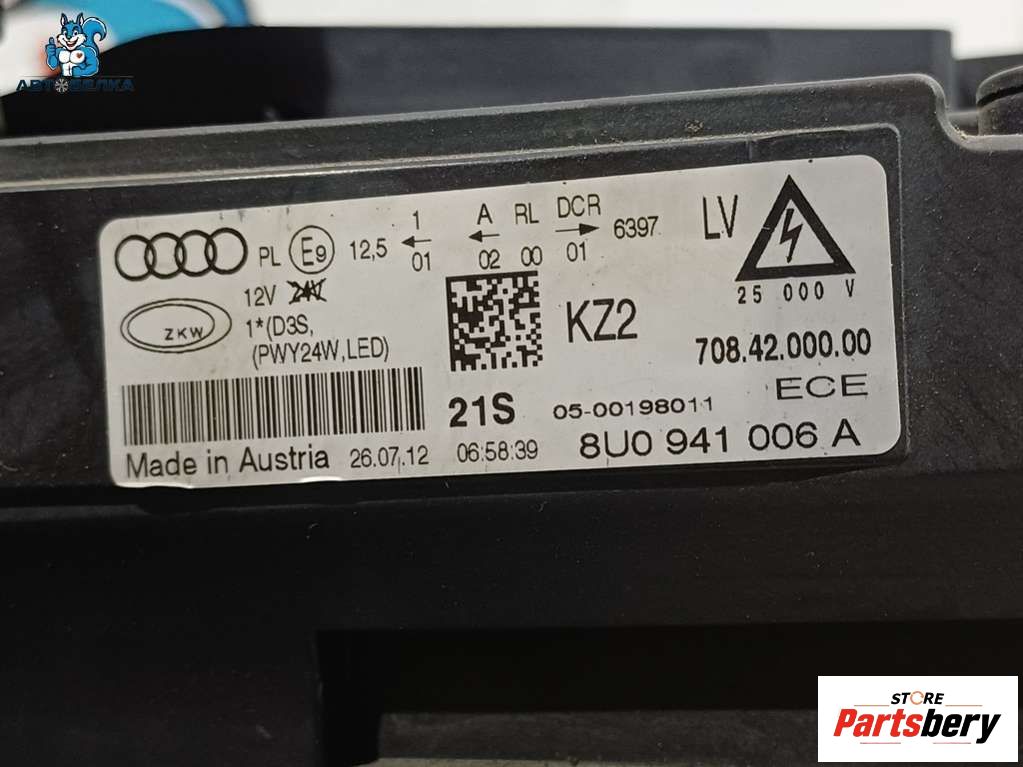 АВТОБЕЛКА
PL E9 12,5 1 01 A 02 RL 00 DCR 01 6397 LV
12V 24V
25 000 V
ZKW
1*(D3S,
(PWY24W,LED)
KZ2
708.42.000.00
ECE
21S 05-00198011
Made in Austria 26.07.12 06:58:39 8U0 941 006 A
STORE
Partsbery